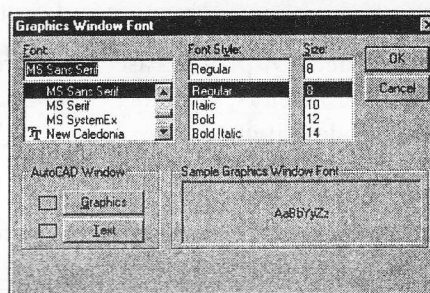 Graphics Window Font
Font: Font Style: Size:
MS Sans Serif Regular 8 OK
MS Sans Serif Regular 8 Cancel
MS Serif Italic 10
MS SystemEx Bold 12
New Caledonia Bold Italic 14
AutoCAD Window Sample Graphics Window Font
Graphics AaBbYyZz
Text